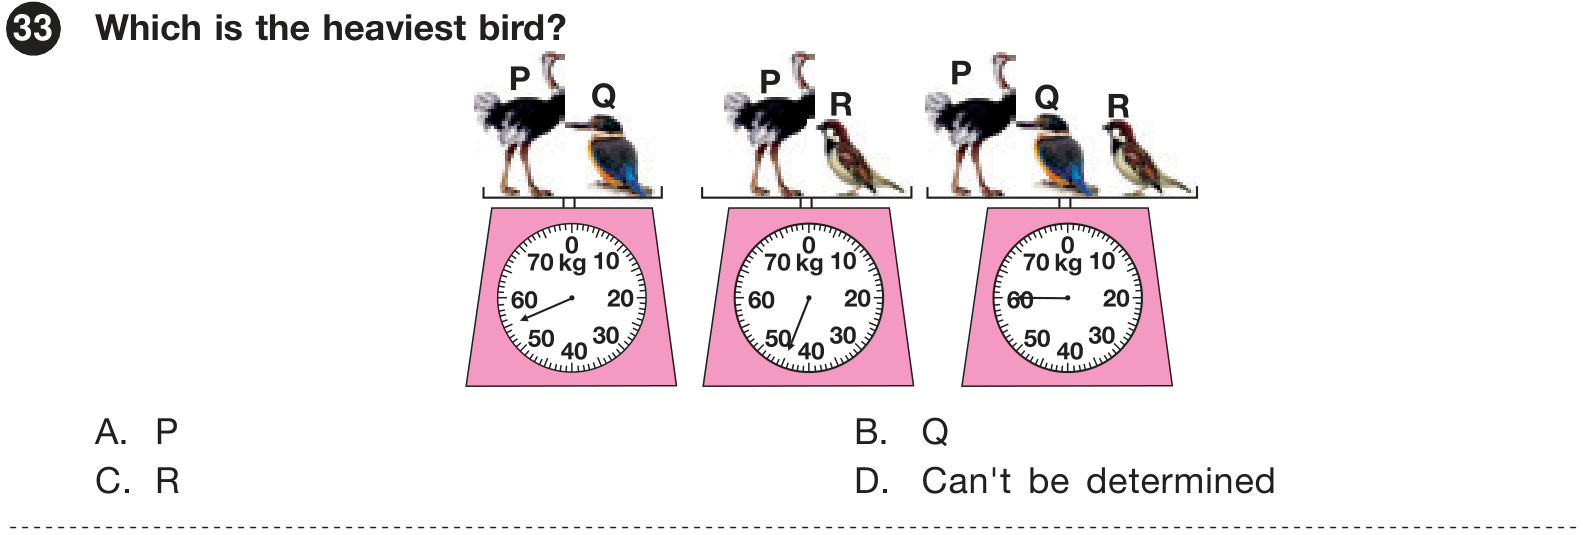 33 Which is the heaviest bird?
P Q P R P Q R
0 0 0
70 kg 10 70 kg 10 70 kg 10
60 20 60 20 60 20
50 30 50 30 50 30
40 40 40
A. P B. Q
C. R D. Can't be determined